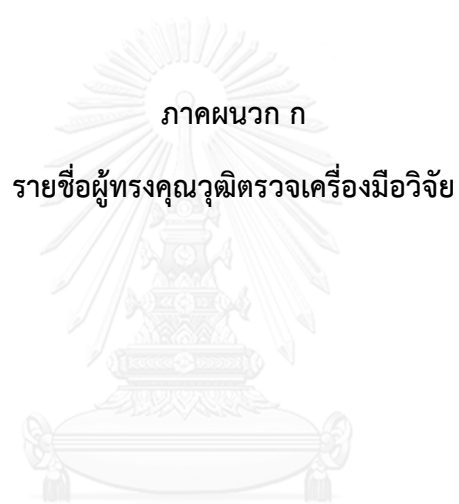 ภาคผนวก ก
รายชื่อผู้ทรงคุณวุฒิตรวจเครื่องมือวิจัย